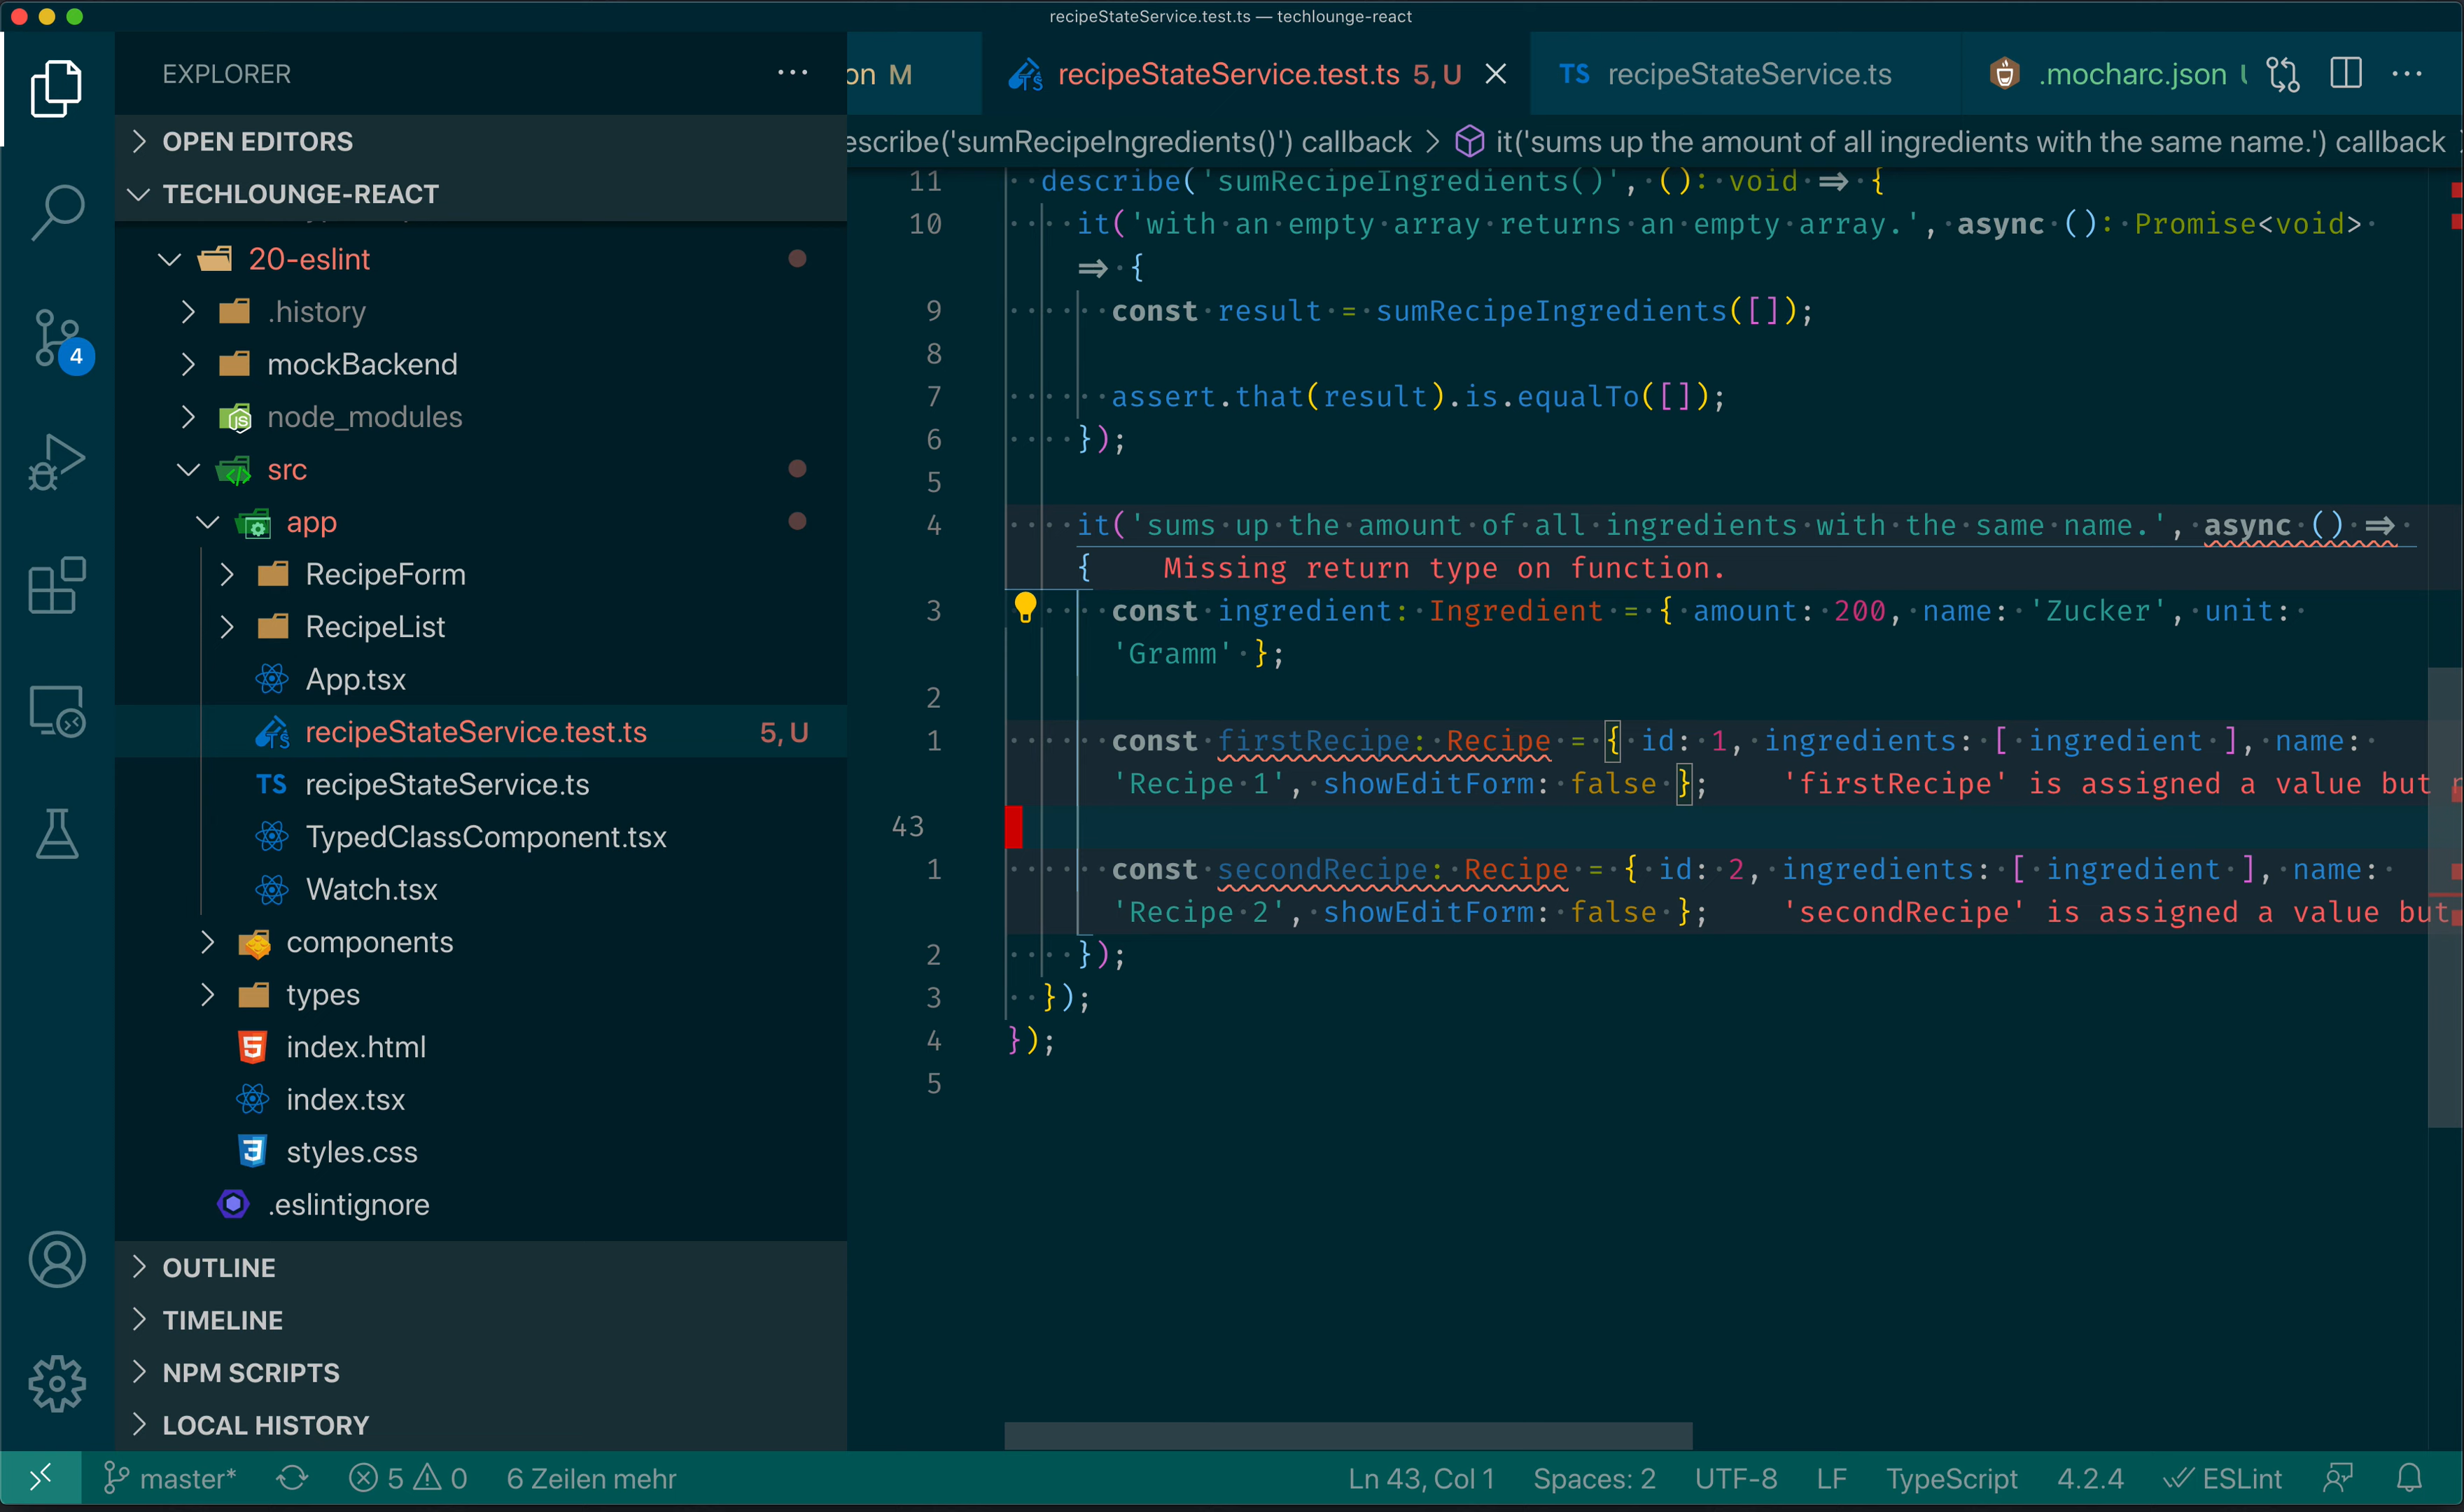 recipeStateService.test.ts — techlounge-react
EXPLORER
on M
recipeStateService.test.ts 5, U
TS recipeStateService.ts
.mocharc.json
OPEN EDITORS
TECHLOUNGE-REACT
20-eslint
.history
mockBackend
node_modules
src
app
RecipeForm
RecipeList
App.tsx
recipeStateService.test.ts 5, U
TS recipeStateService.ts
TypedClassComponent.tsx
Watch.tsx
components
types
index.html
index.tsx
styles.css
.eslintignore
OUTLINE
TIMELINE
NPM SCRIPTS
LOCAL HISTORY
4
escribe('sumRecipeIngredients()') callback > it('sums up the amount of all ingredients with the same name.') callback
11 describe('sumRecipeIngredients()', (): void ⇒ {
10 it('with an empty array returns an empty array.', async (): Promise<void>
⇒ {
9 const result = sumRecipeIngredients([]);
8
7 assert.that(result).is.equalTo([]);
6 });
5
4 it('sums up the amount of all ingredients with the same name.', async () ⇒
{ Missing return type on function.
3 const ingredient: Ingredient = { amount: 200, name: 'Zucker', unit:
'Gramm' };
2
1 const firstRecipe: Recipe = { id: 1, ingredients: [ ingredient ], name:
'Recipe 1', showEditForm: false }; 'firstRecipe' is assigned a value but
43
1 const secondRecipe: Recipe = { id: 2, ingredients: [ ingredient ], name:
'Recipe 2', showEditForm: false }; 'secondRecipe' is assigned a value but
2 });
3 });
4 });
5
master* 5 0 6 Zeilen mehr Ln 43, Col 1 Spaces: 2 UTF-8 LF TypeScript 4.2.4 ESLint